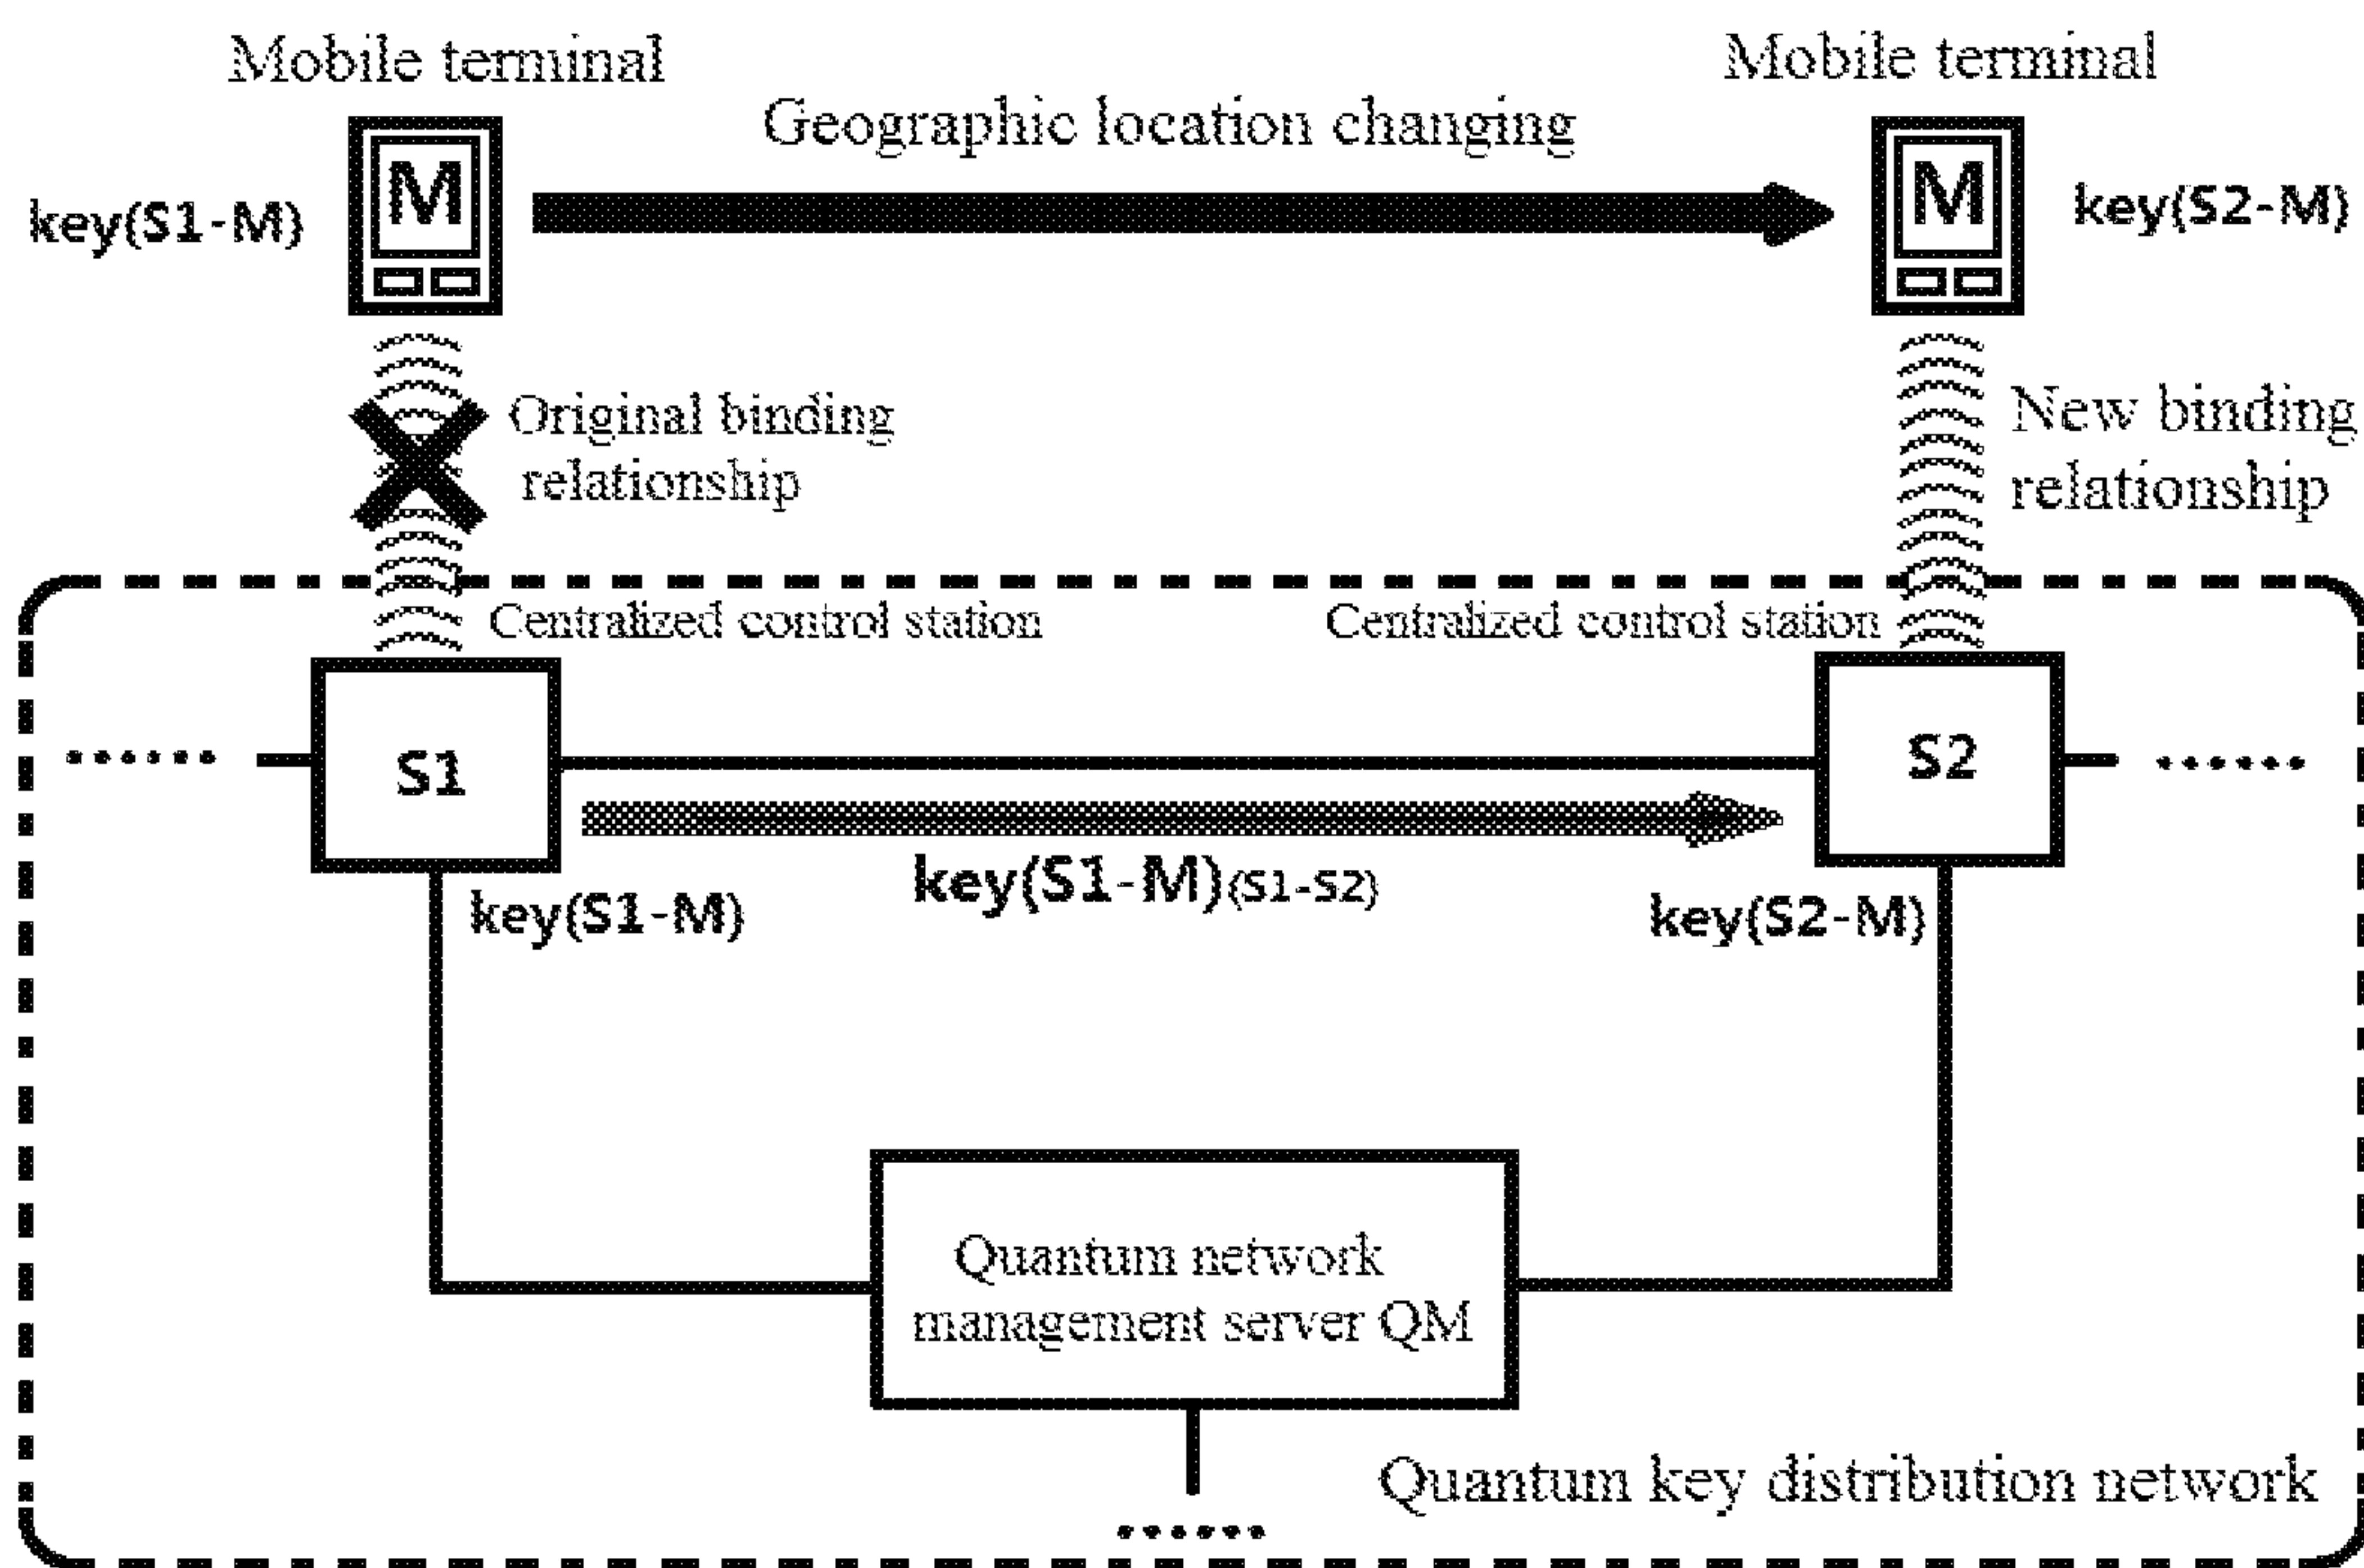 Mobile terminal
Mobile terminal
Geographic location changing
M
M
key(S1-M)
key(S2-M)
Original binding
relationship
New binding
relationship
Centralized control station
Centralized control station
S1
S2
......
......
key(S1-M)
key(S1-M)(S1-S2)
key(S2-M)
Quantum network
management server QM
Quantum key distribution network
......